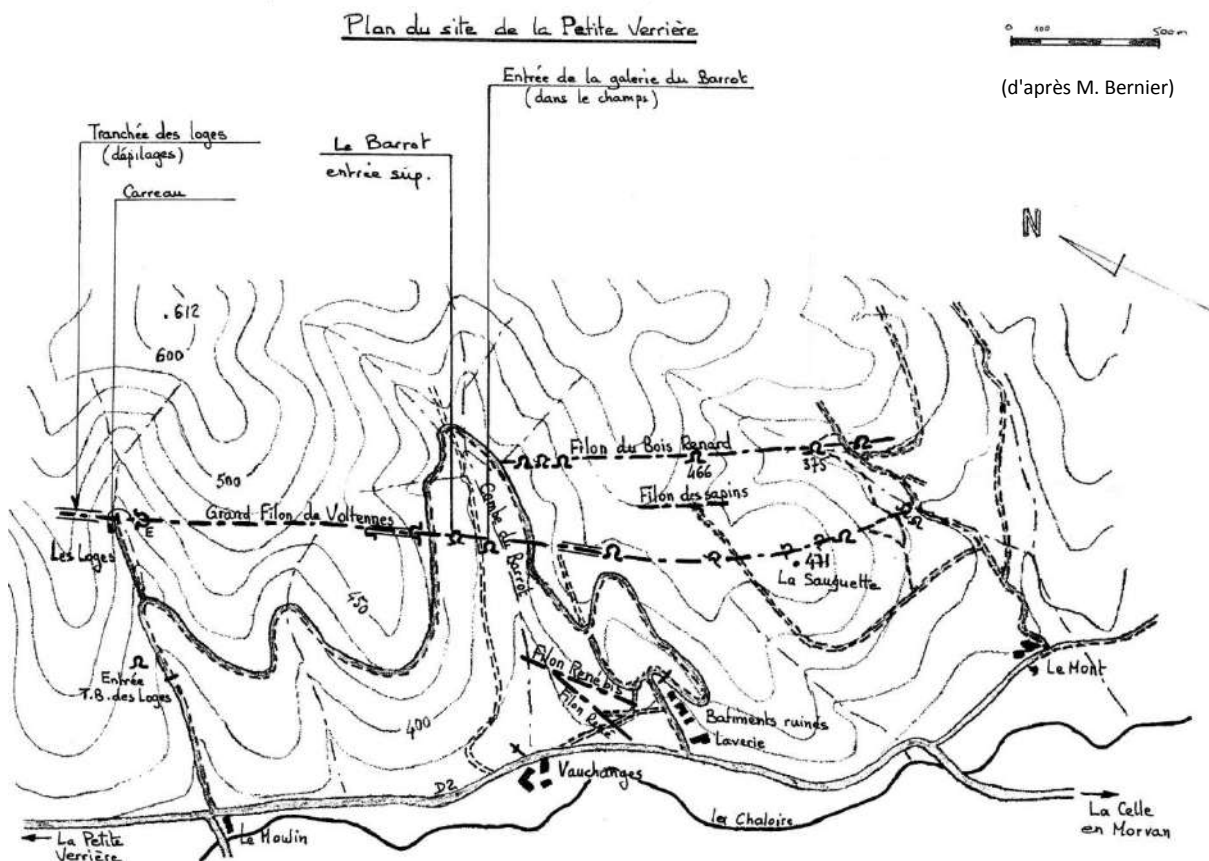 Plan du site de la Petite Verrière
0 100 500m
(d'après M. Bernier)
Entrée de la galerie du Barrot
(dans le champs)
Tranchée des loges
(dépilages)
Le Barrot
entrée sup.
Carreau
N
.612
600
500
Filon du Bois Renard
466
375
Filon des sapins
Grand Filon de Voltennes
E
Les Loges
Combe du Barrot
471
La Sauguette
450
Entrée
T.B. des Loges
Filon René bis
Filon René
Le Mont
400
Batiments ruinés
Laverie
Vauchanges
D2
La Petite
Verrière
Le Moulin
la Chaloire
La Celle
en Morvan